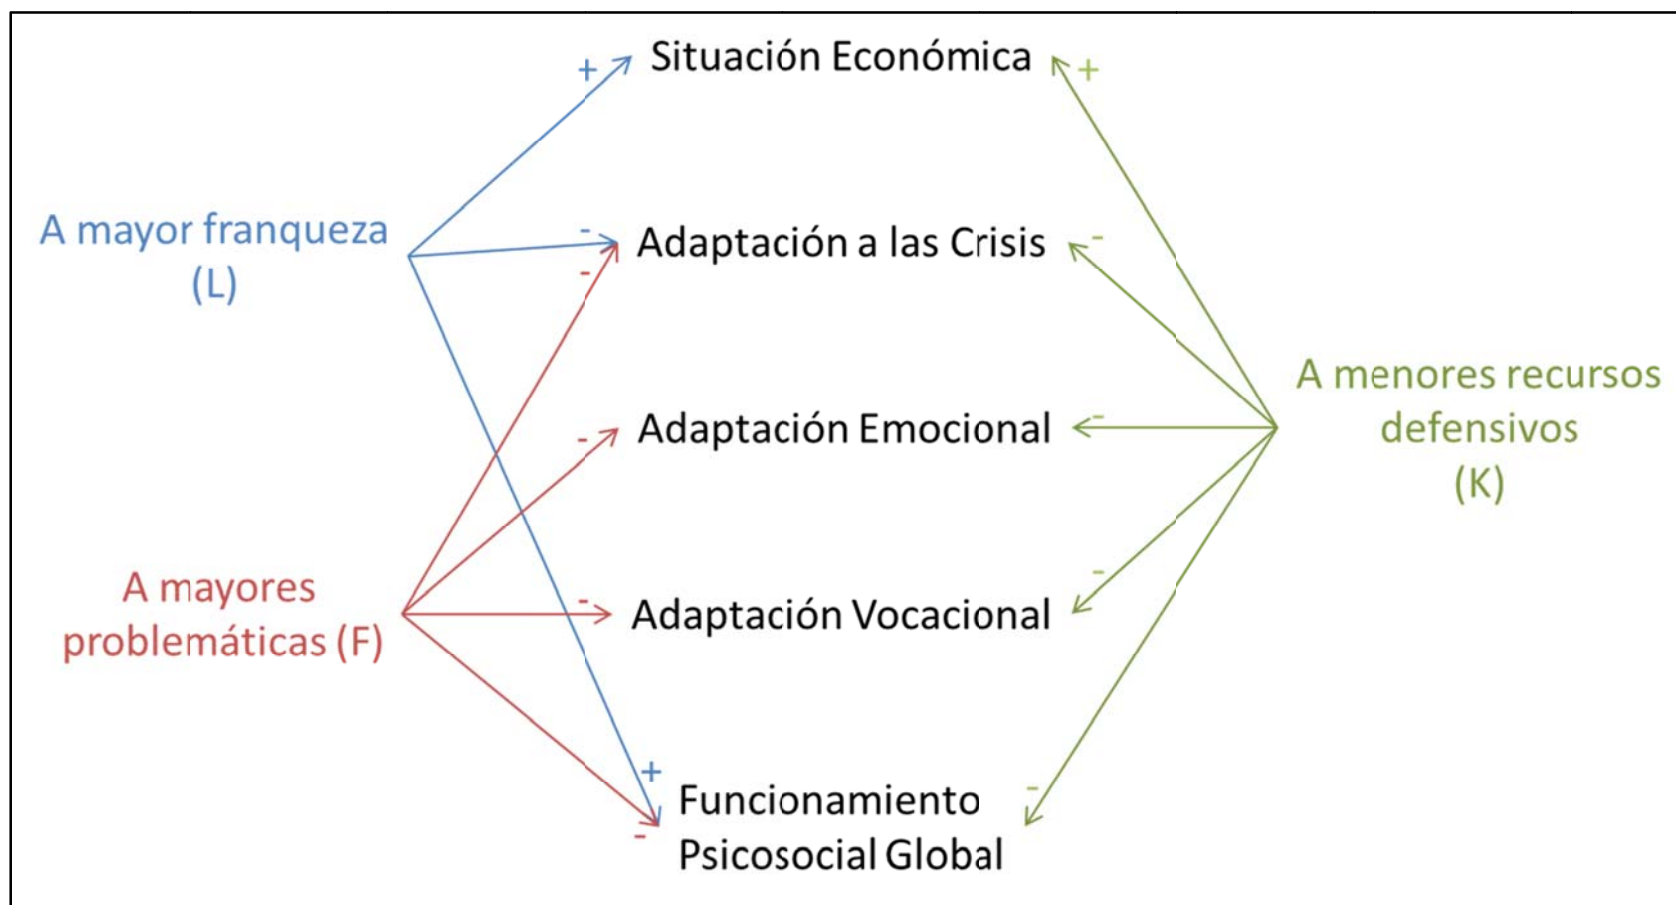 Situación Económica
+
+
A mayor franqueza
(L)
-
Adaptación a las Crisis
-
-
A menores recursos
defensivos
(K)
-
Adaptación Emocional
-
A mayores
problemáticas (F)
-
Adaptación Vocacional
-
+
-
Funcionamiento
Psicosocial Global
-